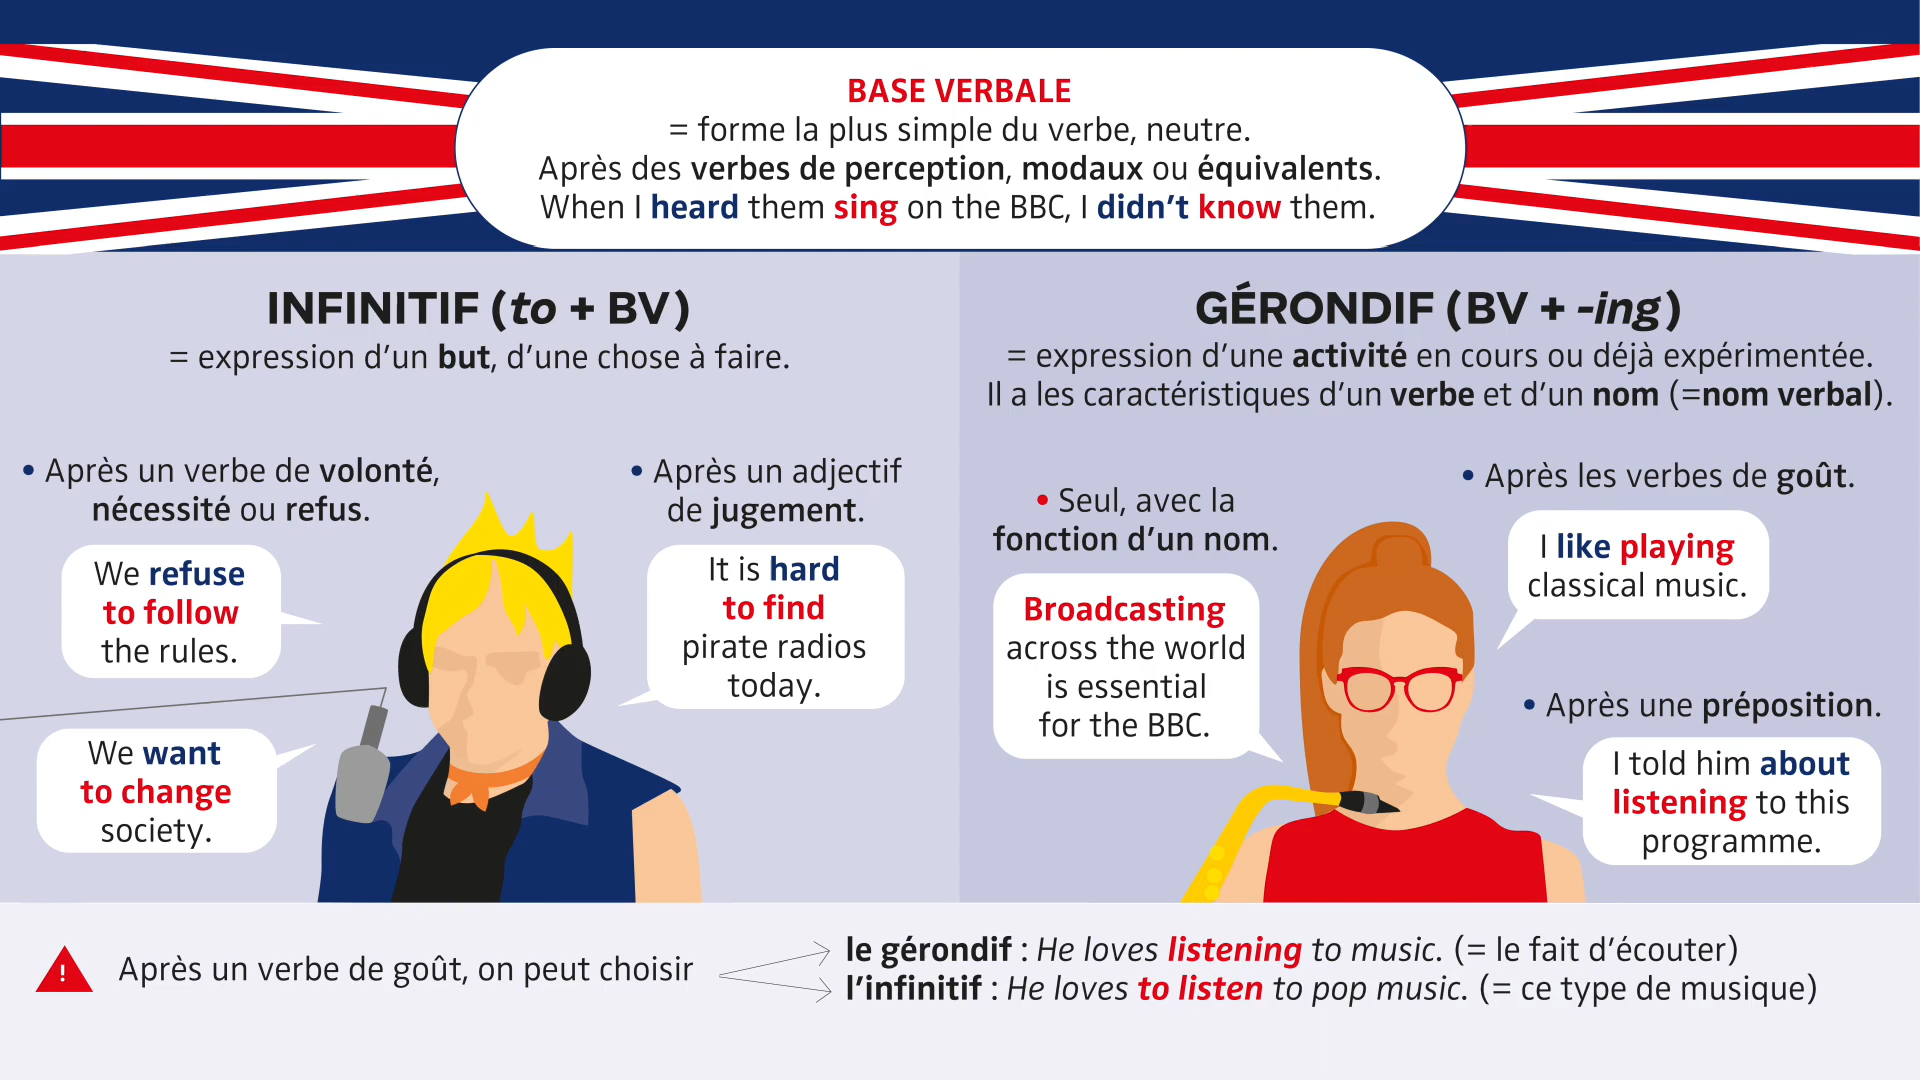 BASE VERBALE
= forme la plus simple du verbe, neutre.
Après des verbes de perception, modaux ou équivalents.
When I heard them sing on the BBC, I didn’t know them.
INFINITIF (to + BV)
= expression d’un but, d’une chose à faire.
• Après un verbe de volonté,
nécessité ou refus.
We refuse
to follow
the rules.
We want
to change
society.
• Après un adjectif
de jugement.
It is hard
to find
pirate radios
today.
GÉRONDIF (BV + -ing)
= expression d’une activité en cours ou déjà expérimentée.
Il a les caractéristiques d’un verbe et d’un nom (=nom verbal).
• Seul, avec la
fonction d’un nom.
Broadcasting
across the world
is essential
for the BBC.
• Après les verbes de goût.
I like playing
classical music.
• Après une préposition.
I told him about
listening to this
programme.
! Après un verbe de goût, on peut choisir
le gérondif : He loves listening to music. (= le fait d’écouter)
l’infinitif : He loves to listen to pop music. (= ce type de musique)